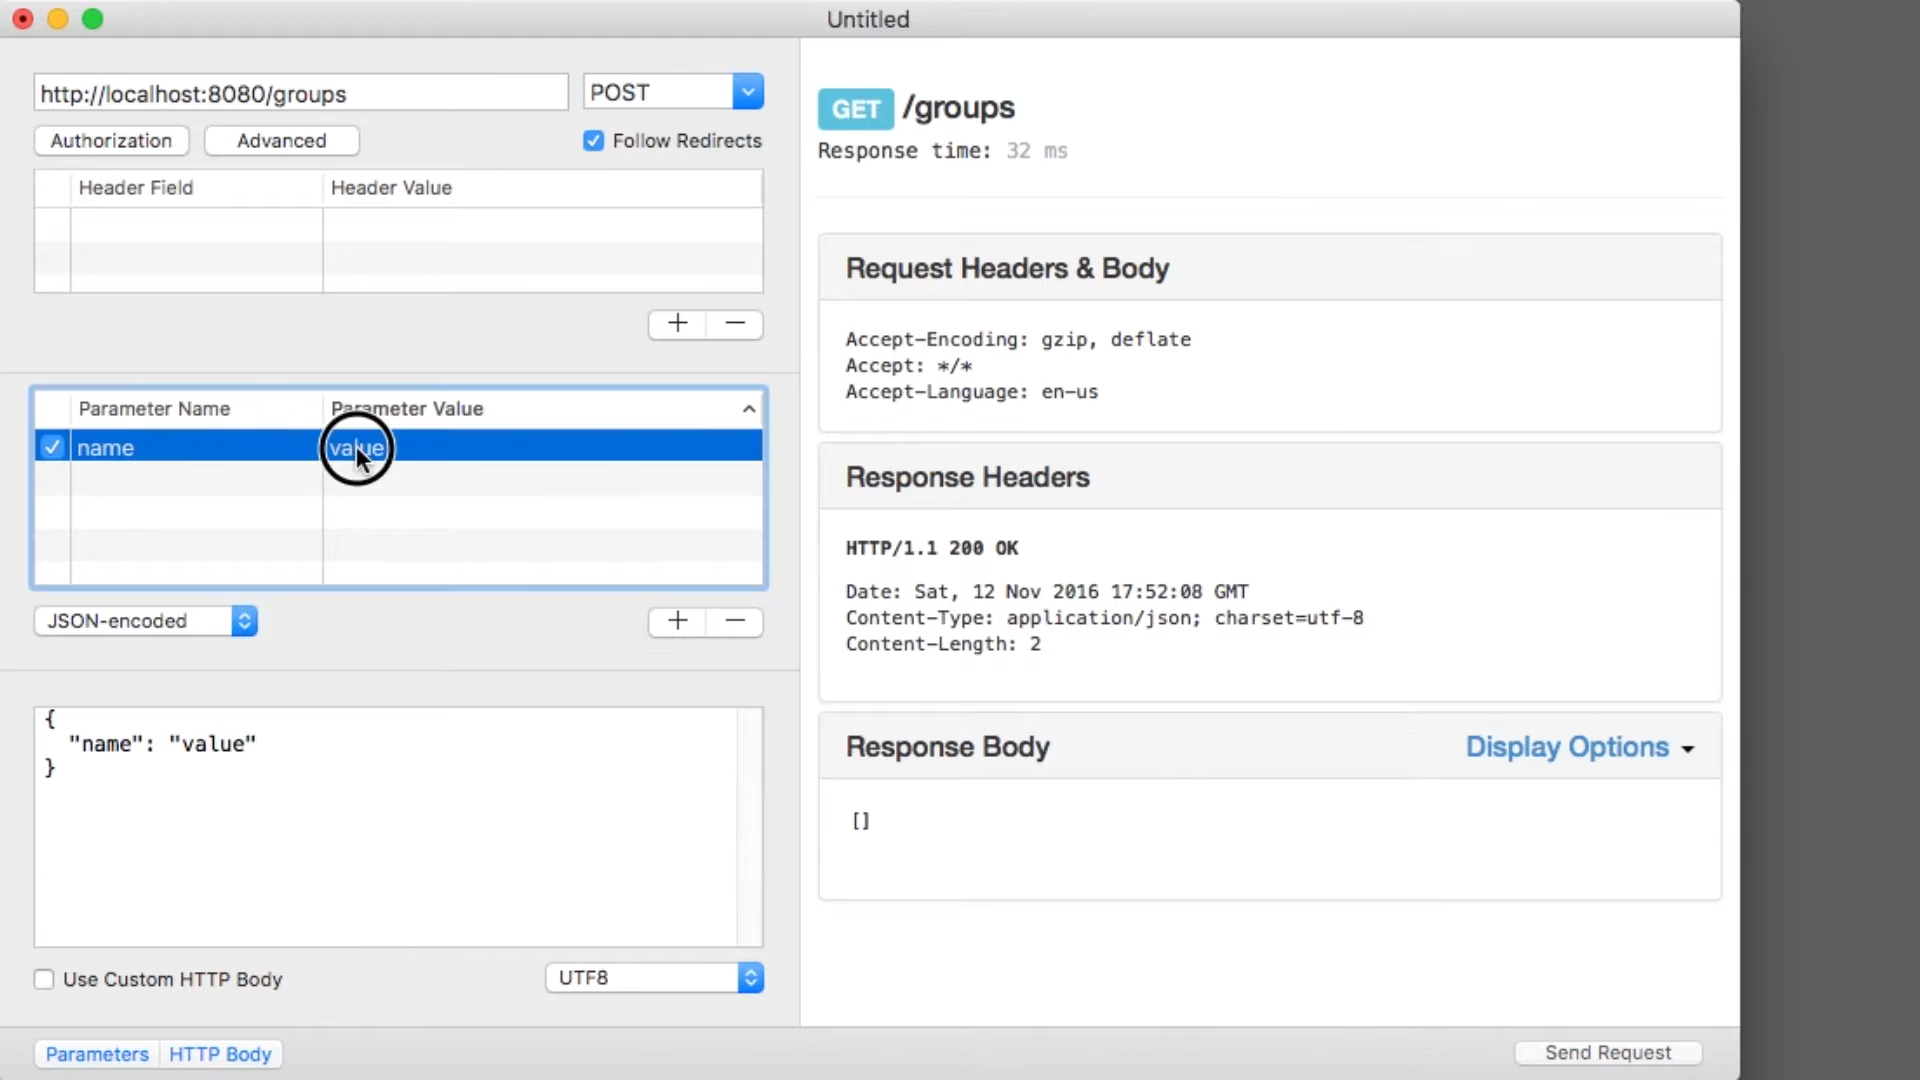 Untitled
http://localhost:8080/groups
POST
Authorization
Advanced
Follow Redirects
Header Field
Header Value
Parameter Name
Parameter Value
name
value
JSON-encoded
{
"name": "value"
}
Use Custom HTTP Body
UTF8
Parameters
HTTP Body
GET /groups
Response time: 32 ms
Request Headers & Body
Accept-Encoding: gzip, deflate
Accept: */*
Accept-Language: en-us
Response Headers
HTTP/1.1 200 OK
Date: Sat, 12 Nov 2016 17:52:08 GMT
Content-Type: application/json; charset=utf-8
Content-Length: 2
Response Body
Display Options
[]
Send Request